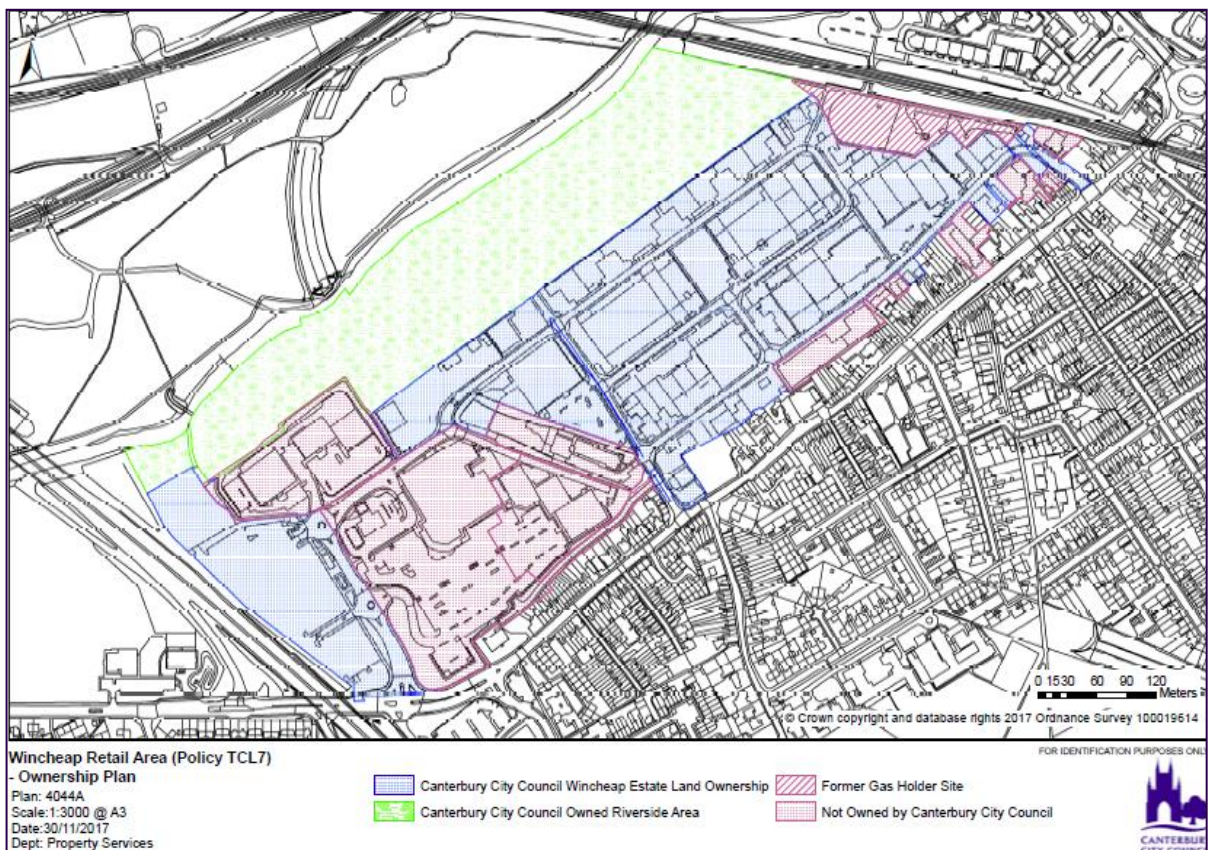 0 1530 60 90 120
Meters
© Crown copyright and database rights 2017 Ordnance Survey 100019614
FOR IDENTIFICATION PURPOSES ONLY
Wincheap Retail Area (Policy TCL7)
- Ownership Plan
Plan: 4044A
Scale:1:3000 @ A3
Date:30/11/2017
Dept: Property Services
Canterbury City Council Wincheap Estate Land Ownership
Canterbury City Council Owned Riverside Area
Former Gas Holder Site
Not Owned by Canterbury City Council
CANTERBURY
CITY COUNCIL